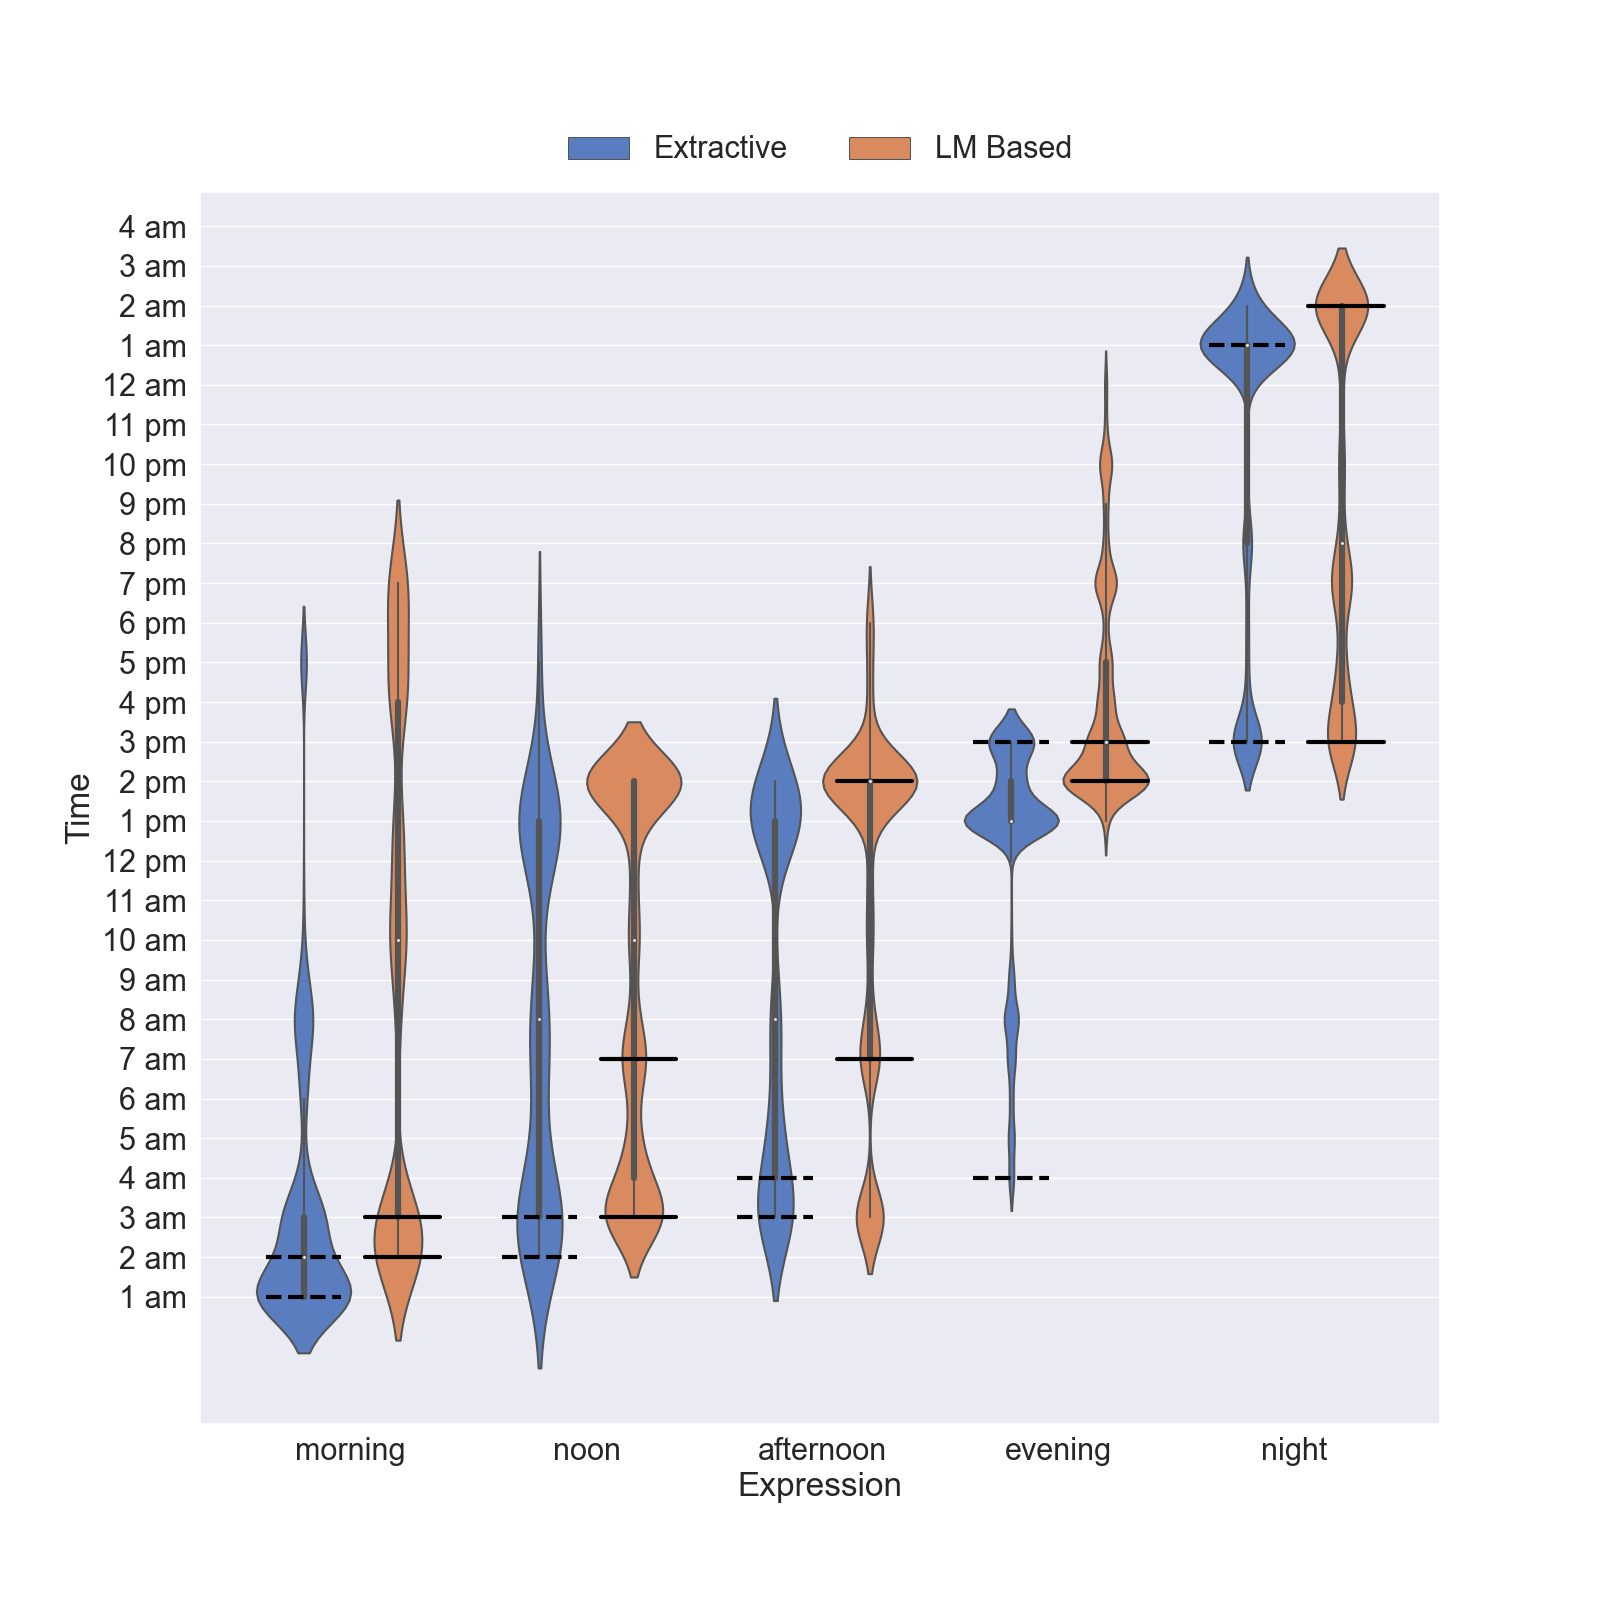 Extractive LM Based
4 am
3 am
2 am
1 am
12 am
11 pm
10 pm
9 pm
8 pm
7 pm
6 pm
5 pm
4 pm
3 pm
2 pm
1 pm
12 pm
11 am
10 am
9 am
8 am
7 am
6 am
5 am
4 am
3 am
2 am
1 am
Time
morning noon afternoon evening night
Expression